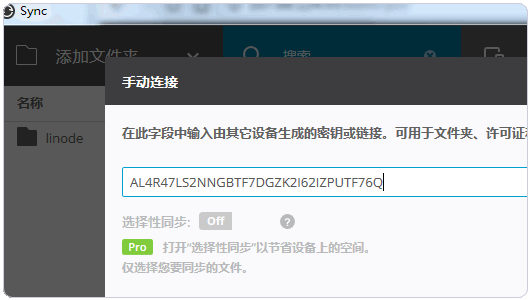 Sync
添加文件夹
搜索
手动连接
名称
linode
在此字段中输入由其它设备生成的密钥或链接。可用于文件夹、许可证
AL4R47LS2NNGBTF7DGZK2I62IZPUTF76Q
选择性同步: Off ?
Pro 打开“选择性同步”以节省设备上的空间。
仅选择您要同步的文件。